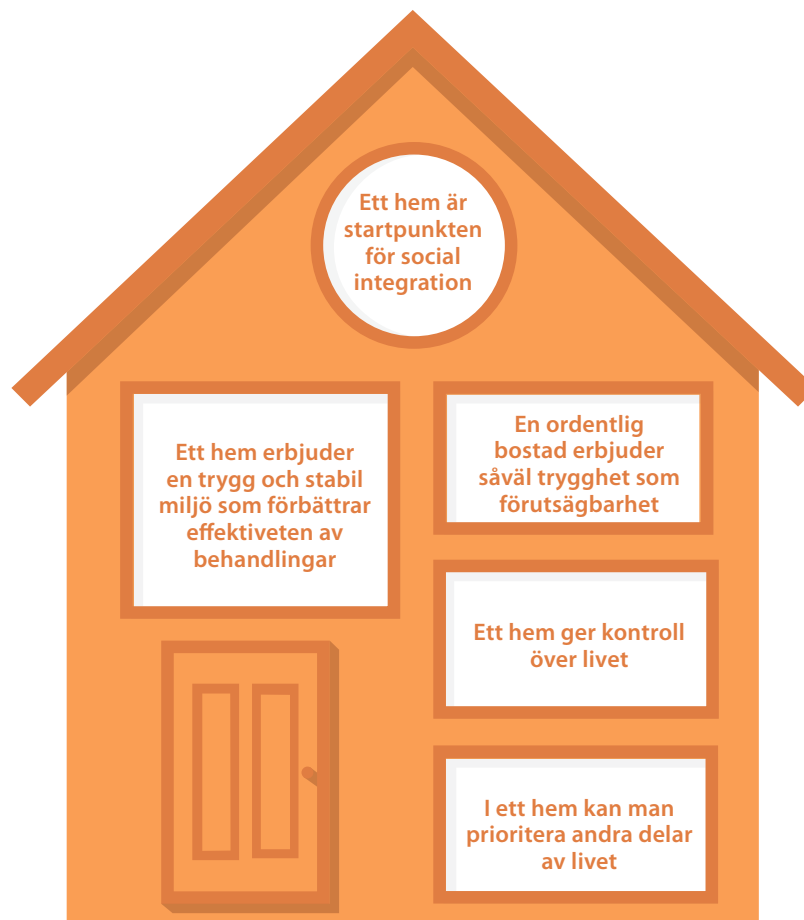 Ett hem är
startpunkten
för social
integration
Ett hem erbjuder
en trygg och stabil
miljö som förbättrar
effektiveten av
behandlingar
En ordentlig
bostad erbjuder
såväl trygghet som
förutsägbarhet
Ett hem ger kontroll
över livet
I ett hem kan man
prioritera andra delar
av livet